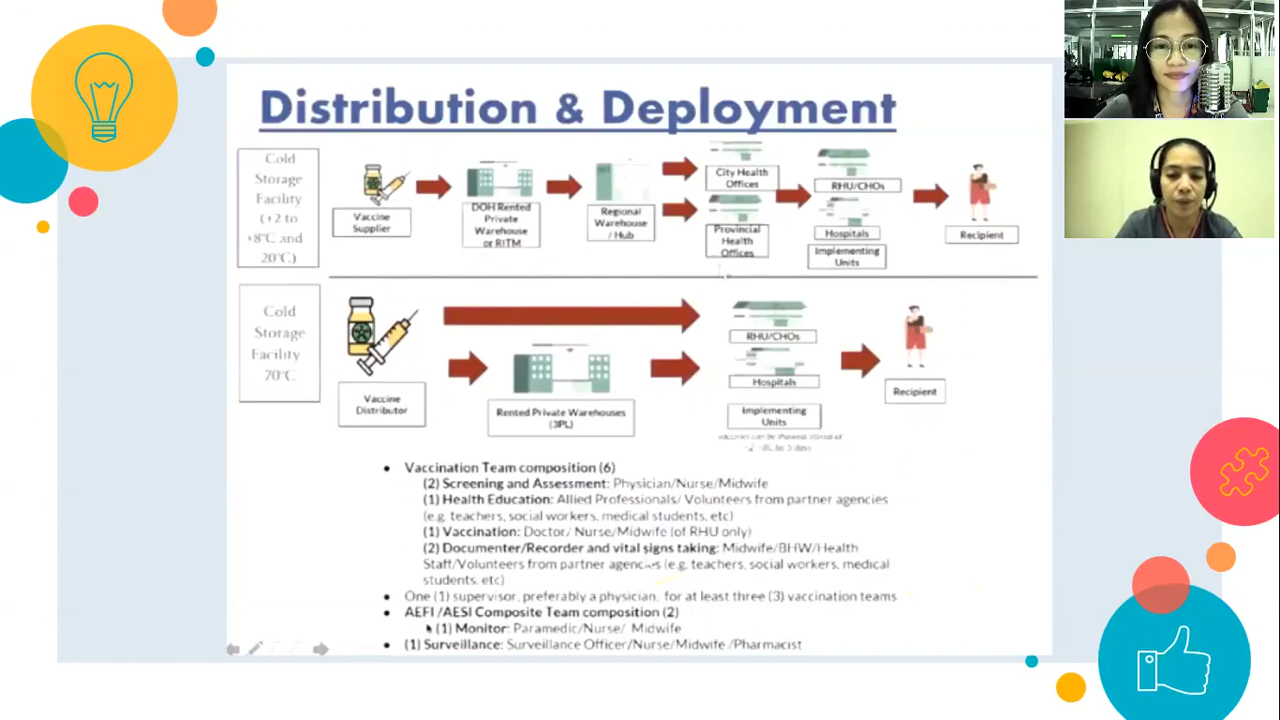 Distribution & Deployment
Cold
Storage
Facility
(+2 to
+8°C and
20°C)
Vaccine
Supplier
DOH Rented
Private
Warehouse
or RITM
Regional
Warehouse
/ Hub
City Health
Offices
Provincial
Health
Offices
RHU/CHOs
Hospitals
Implementing
Units
Recipient
Cold
Storage
Facility
70°C
Vaccine
Distributor
Rented Private Warehouses
(3PL)
RHU/CHOs
Hospitals
Implementing
Units
Recipient
• Vaccination Team composition (6)
(2) Screening and Assessment: Physician/Nurse/Midwife
(1) Health Education: Allied Professionals/ Volunteers from partner agencies
(e.g. teachers, social workers, medical students, etc)
(1) Vaccination: Doctor/ Nurse/Midwife (of RHU only)
(2) Documenter/Recorder and vital signs taking: Midwife/BHW/Health
Staff/Volunteers from partner agencies (e.g. teachers, social workers, medical
students, etc)
• One (1) supervisor, preferably a physician, for at least three (3) vaccination teams
• AEFI /AESI Composite Team composition (2)
(1) Monitor: Paramedic/Nurse/ Midwife
• (1) Surveillance: Surveillance Officer/Nurse/Midwife /Pharmacist